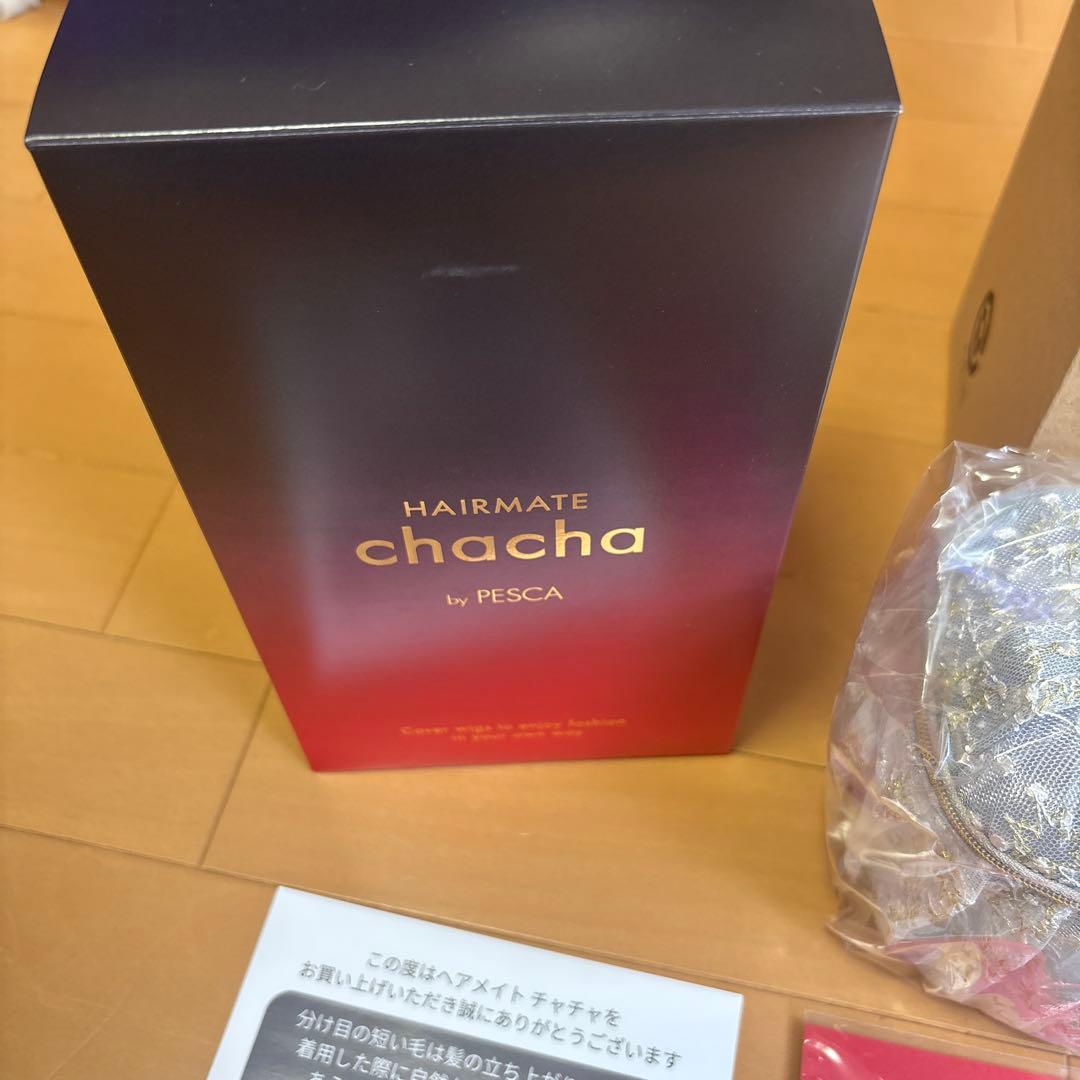 HAIRMATE
chacha
by PESCA
Cover wigs to enjoy fashion
in your own way
この度はヘアメイト チャチャを
お買い上げいただき誠にありがとうございます
分け目の短い毛は髪の立ち上が
着用した際に自然